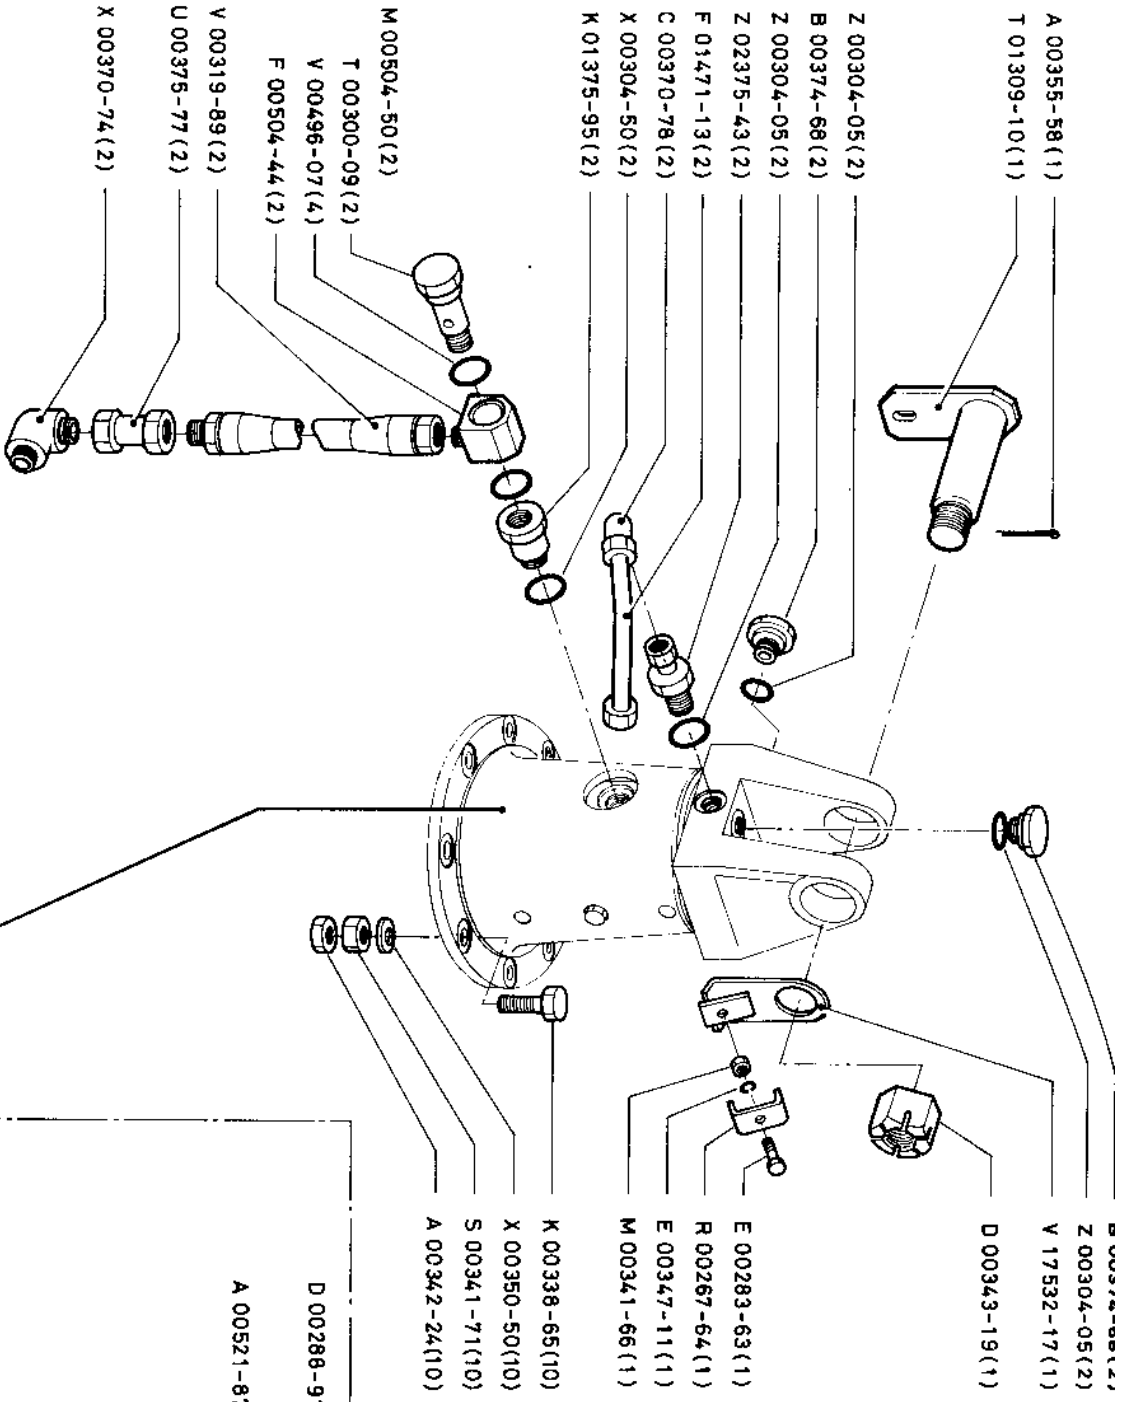 A 00355-58(1)
T 01309-10(1)
Z 00304-05(2)
B 00374-68(2)
Z 00304-05(2)
Z 02375-43(2)
F 01471-13(2)
C 00370-78(2)
X 00304-50(2)
K 01375-95(2)
M 00504-50(2)
T 00300-09(2)
V 00496-07(4)
F 00504-44(2)
V 00319-89(2)
U 00375-77(2)
X 00370-74(2)
Z 00304-05(2)
V 17532-17(1)
D 00343-19(1)
E 00283-63(1)
R 00267-64(1)
E 00347-11(1)
M 00341-66(1)
K 00338-65(10)
X 00350-50(10)
S 00341-71(10)
A 00342-24(10)
D 00288-9
A 00521-8